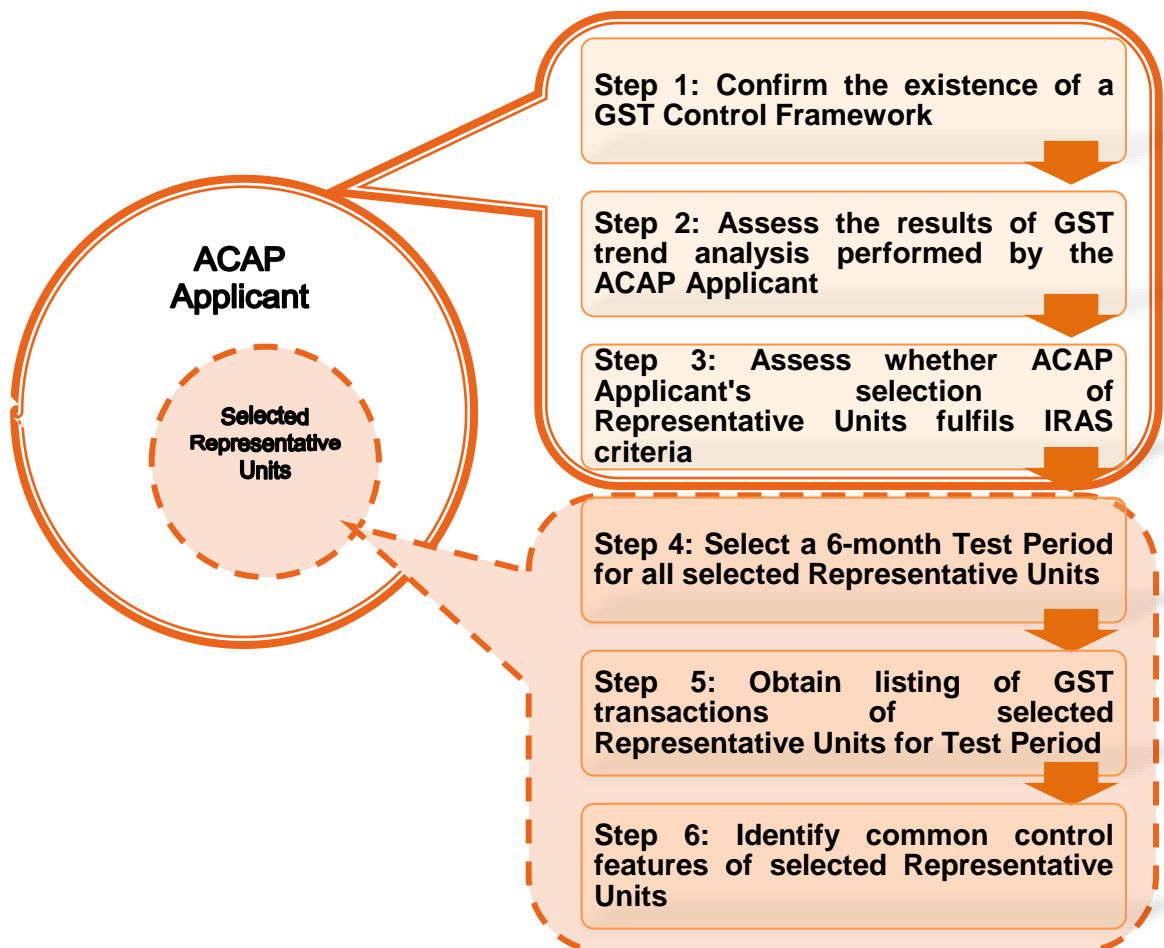 ACAP
Applicant
Selected
Representative
Units
Step 1: Confirm the existence of a
GST Control Framework
Step 2: Assess the results of GST
trend analysis performed by the
ACAP Applicant
Step 3: Assess whether ACAP
Applicant's selection of
Representative Units fulfils IRAS
criteria
Step 4: Select a 6-month Test Period
for all selected Representative Units
Step 5: Obtain listing of GST
transactions of selected
Representative Units for Test Period
Step 6: Identify common control
features of selected Representative
Units